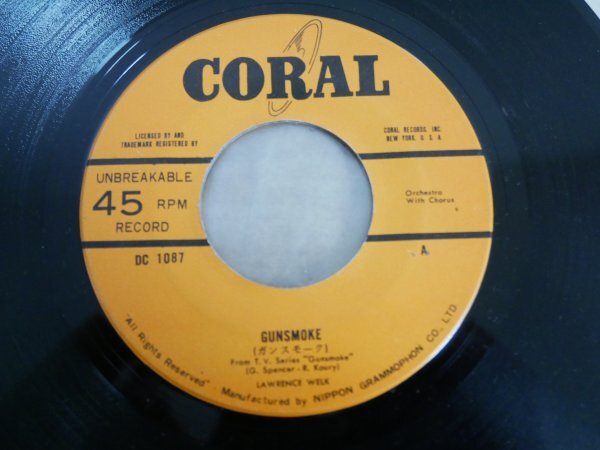 CORAL
LICENSED BY AND
TRADEMARK REGISTERED BY
CORAL RECORDS, INC.
NEW YORK, U.S.A.
UNBREAKABLE
45 RPM
RECORD
Orchestra
With Chorus
DC 1087
A
GUNSMOKE
(ガンスモーク)
From T.V. Series "Gunsmoke"
(G. Spencer-R. Koury)
LAWRENCE WELK
"All Rights Reserved" Manufactured by NIPPON GRAMMOPHON CO., LTD.